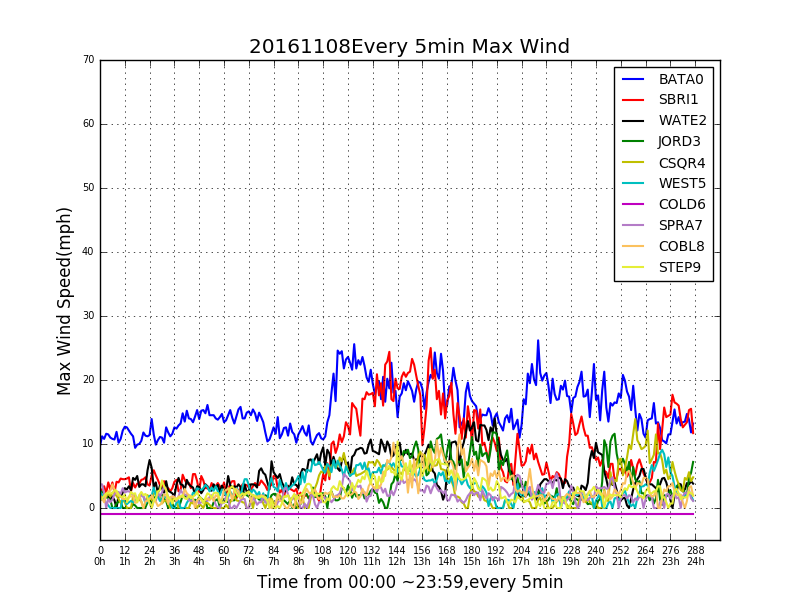 20161108Every 5min Max Wind
70
60
50
40
30
20
10
0
Max Wind Speed(mph)
BATA0
SBRI1
WATE2
JORD3
CSQR4
WEST5
COLD6
SPRA7
COBL8
STEP9
0 12 24 36 48 60 72 84 96 108 120 132 144 156 168 180 192 204 216 228 240 252 264 276 288
0h 1h 2h 3h 4h 5h 6h 7h 8h 9h 10h 11h 12h 13h 14h 15h 16h 17h 18h 19h 20h 21h 22h 23h 24h
Time from 00:00 ~23:59,every 5min